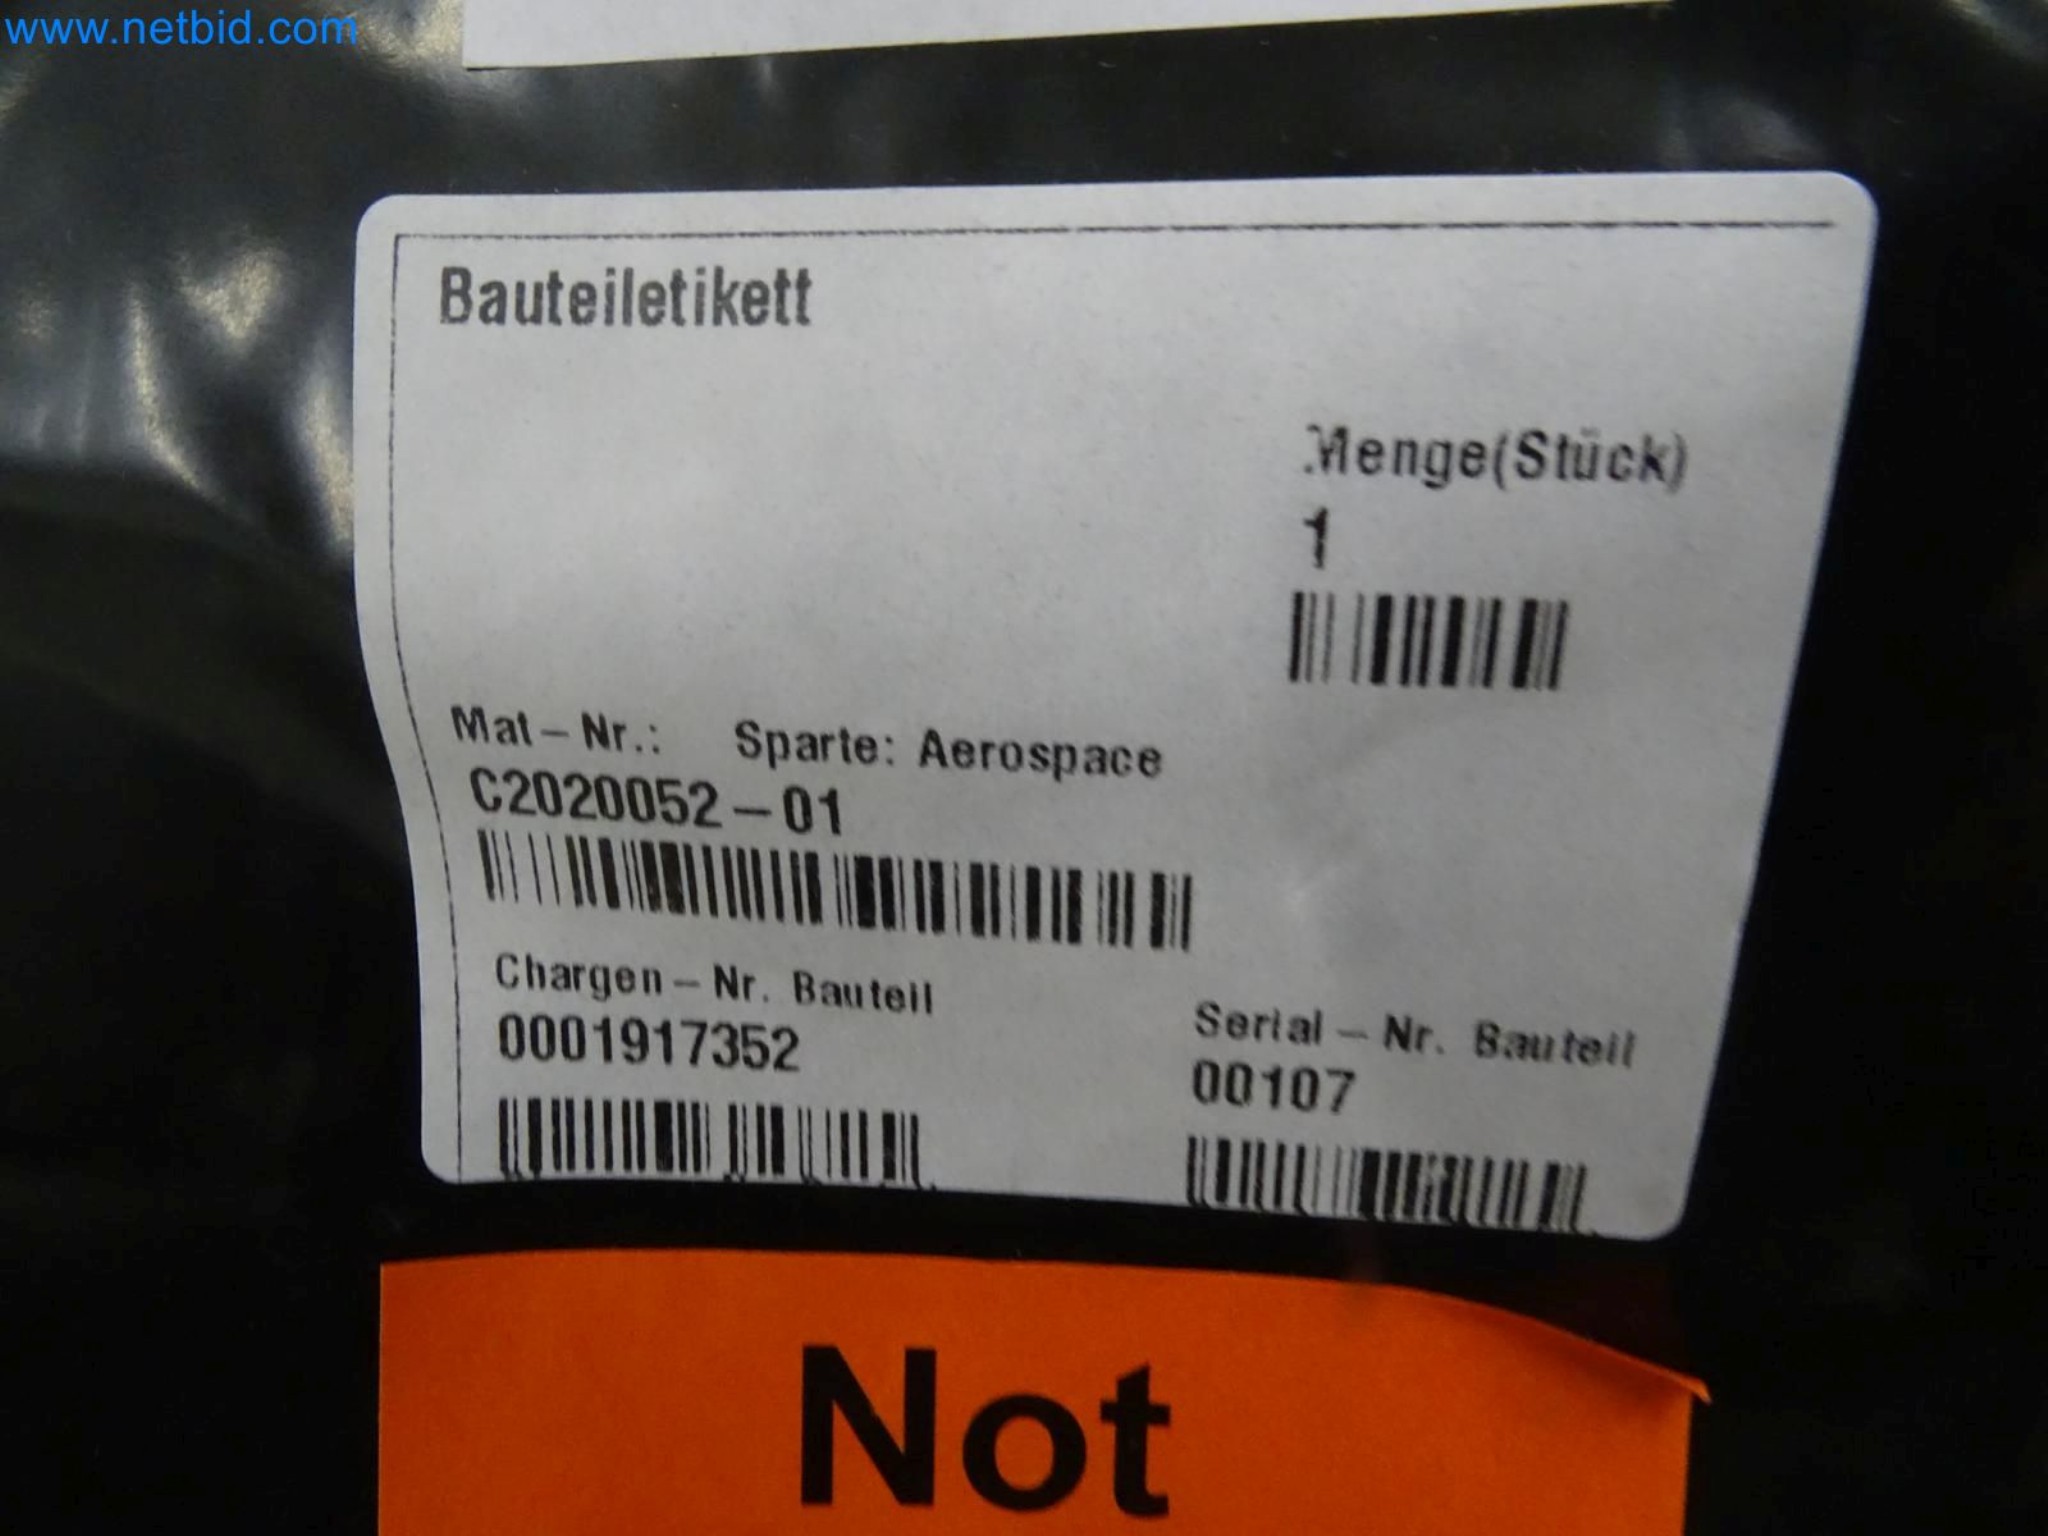 www.netbid.com
Bauteiletikett
Menge(Stück)
1
Mat-Nr.: Sparte: Aerospace
C2020052-01
Chargen-Nr. Bauteil
0001917352
Serial-Nr. Bauteil
00107
Not